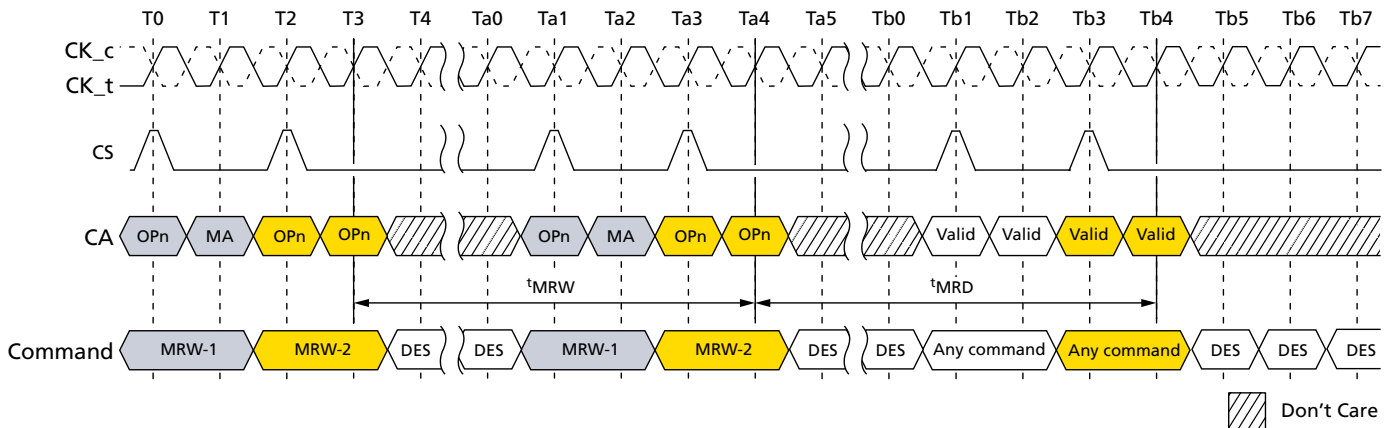 T0 T1 T2 T3 T4 Ta0 Ta1 Ta2 Ta3 Ta4 Ta5 Tb0 Tb1 Tb2 Tb3 Tb4 Tb5 Tb6 Tb7
CK_c
CK_t
CS
CA OPn MA OPn OPn OPn MA OPn OPn Valid Valid Valid Valid
tMRW tMRD
Command MRW-1 MRW-2 DES DES MRW-1 MRW-2 DES DES Any command Any command DES DES DES
Don't Care